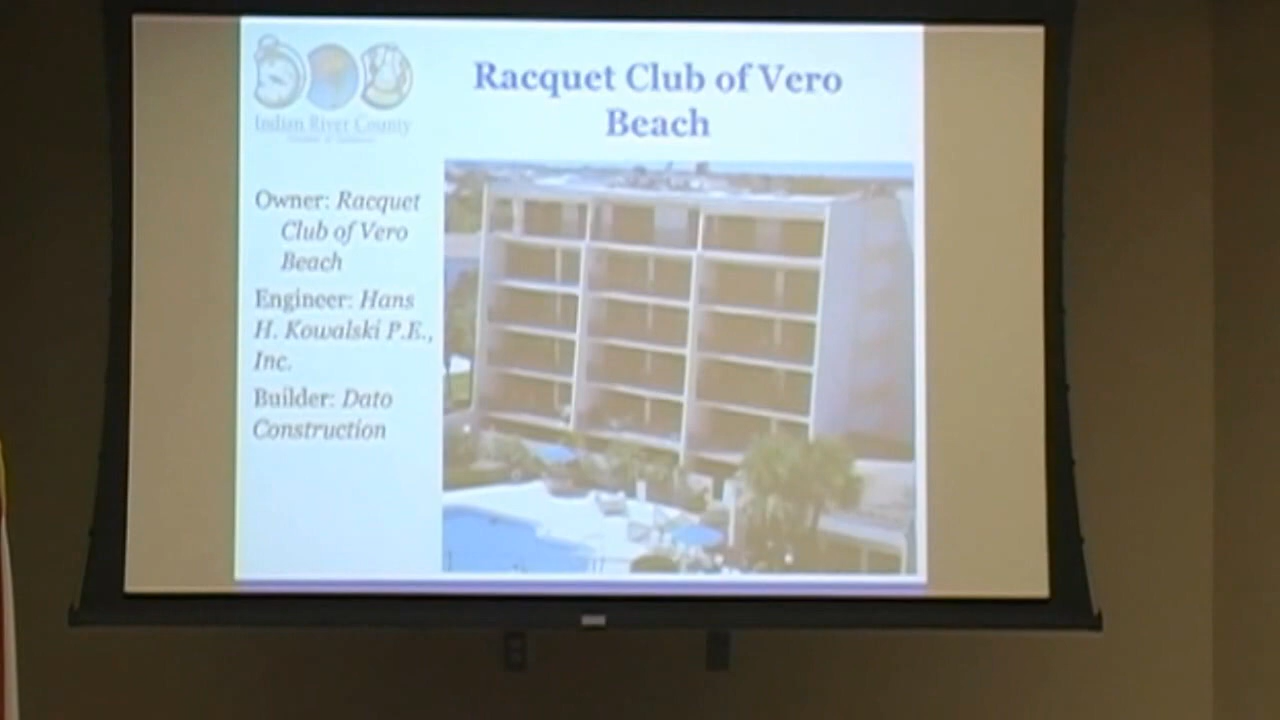 Racquet Club of Vero
Beach
Indian River County
Owner: Racquet
Club of Vero
Beach
Engineer: Hans
H. Kowalski P.E.,
Inc.
Builder: Dato
Construction